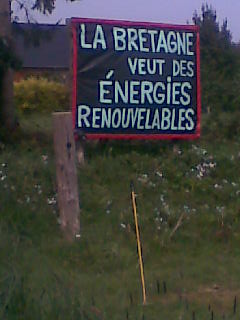 LA BRETAGNE
VEUT DES
ÉNERGIES
RENOUVELABLES